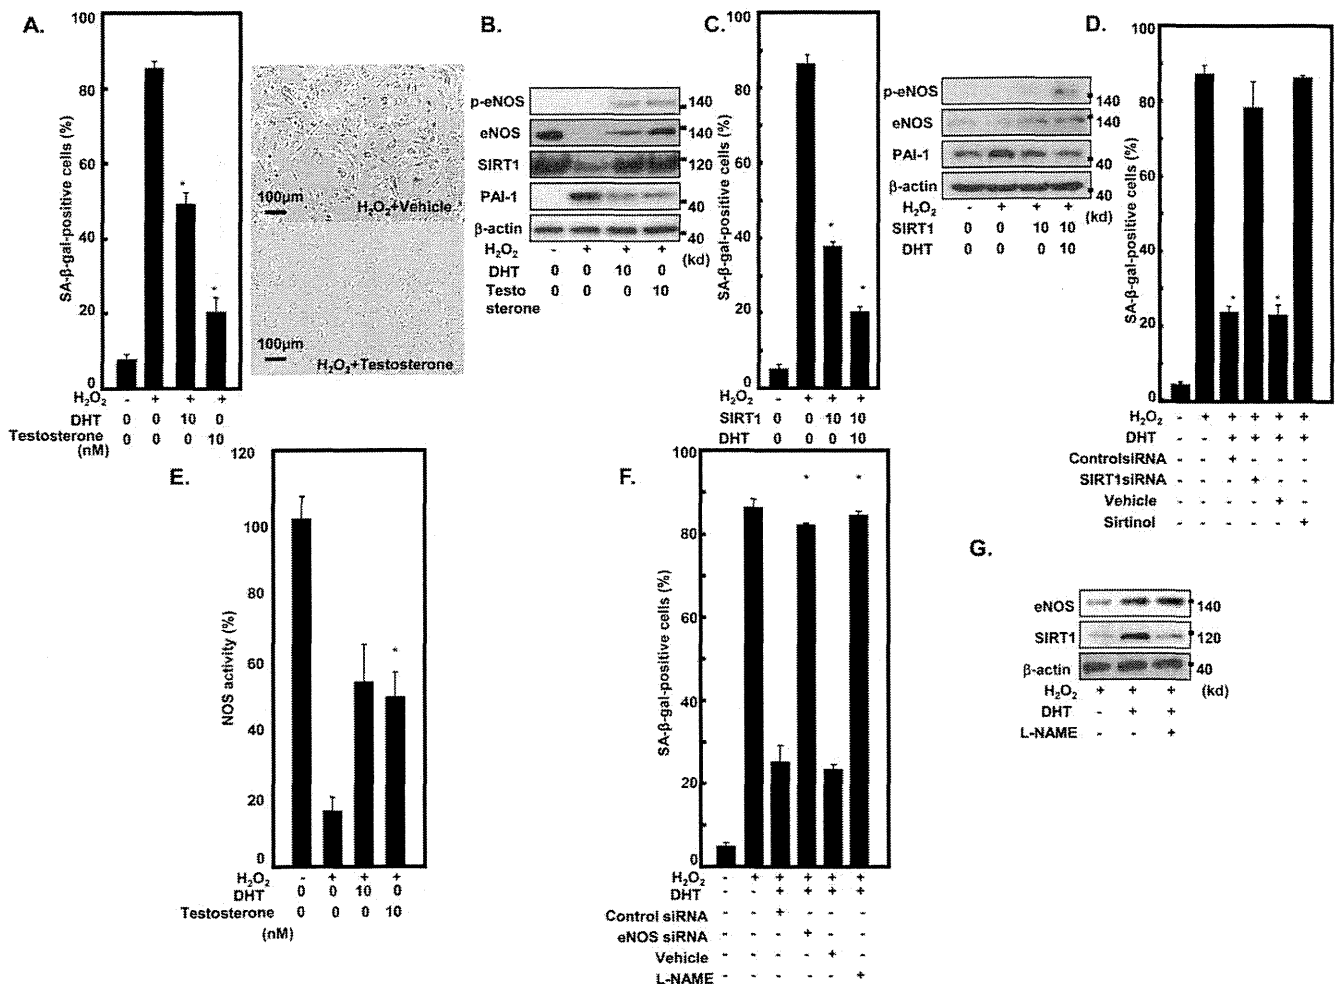 A.
100
80
60
40
20
0
SA-β-gal-positive cells (%)
*
*
H2O2 - + + +
DHT 0 0 10 0
Testosterone 0 0 0 10
(nM)
100μm
H2O2+Vehicle
100μm
H2O2+Testosterone
B.
p-eNOS 140
eNOS 140
SIRT1 120
PAI-1 40
β-actin 40
H2O2 - + + + (kd)
DHT 0 0 10 0
Testo 0 0 0 10
sterone
C.
100
80
60
40
20
0
SA-β-gal-positive cells (%)
*
*
H2O2 - + + +
SIRT1 0 0 10 10
DHT 0 0 0 10
p-eNOS 140
eNOS 140
PAI-1 40
β-actin 40
H2O2 - + + + (kd)
SIRT1 0 0 10 10
DHT 0 0 0 10
D.
100
80
60
40
20
0
SA-β-gal-positive cells (%)
*
*
H2O2 - + + + + +
DHT - - + + + +
ControlsiRNA - - + - - -
SIRT1siRNA - - - + - -
Vehicle - - - - + -
Sirtinol - - - - - +
E.
120
100
80
60
40
20
0
NOS activity (%)
*
H2O2 - + + +
DHT 0 0 10 0
Testosterone 0 0 0 10
(nM)
F.
100
80
60
40
20
0
SA-β-gal-positive cells (%)
*
*
H2O2 - + + + + +
DHT - - + + + +
Control siRNA - - + - - -
eNOS siRNA - - - + - -
Vehicle - - - - + -
L-NAME - - - - - +
G.
eNOS 140
SIRT1 120
β-actin 40
H2O2 + + + (kd)
DHT - + +
L-NAME - - +